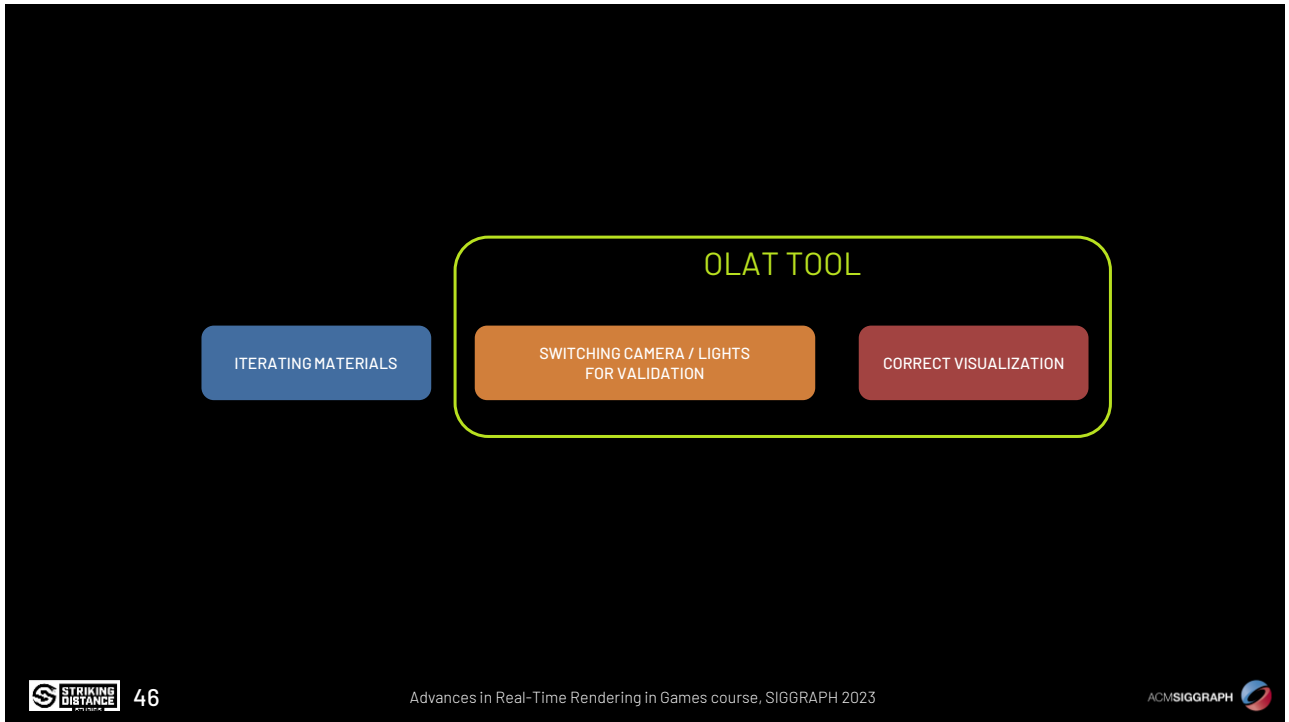 OLAT TOOL
ITERATING MATERIALS
SWITCHING CAMERA / LIGHTS
FOR VALIDATION
CORRECT VISUALIZATION
STRIKING
DISTANCE
STUDIOS
46
Advances in Real-Time Rendering in Games course, SIGGRAPH 2023
ACMSIGGRAPH